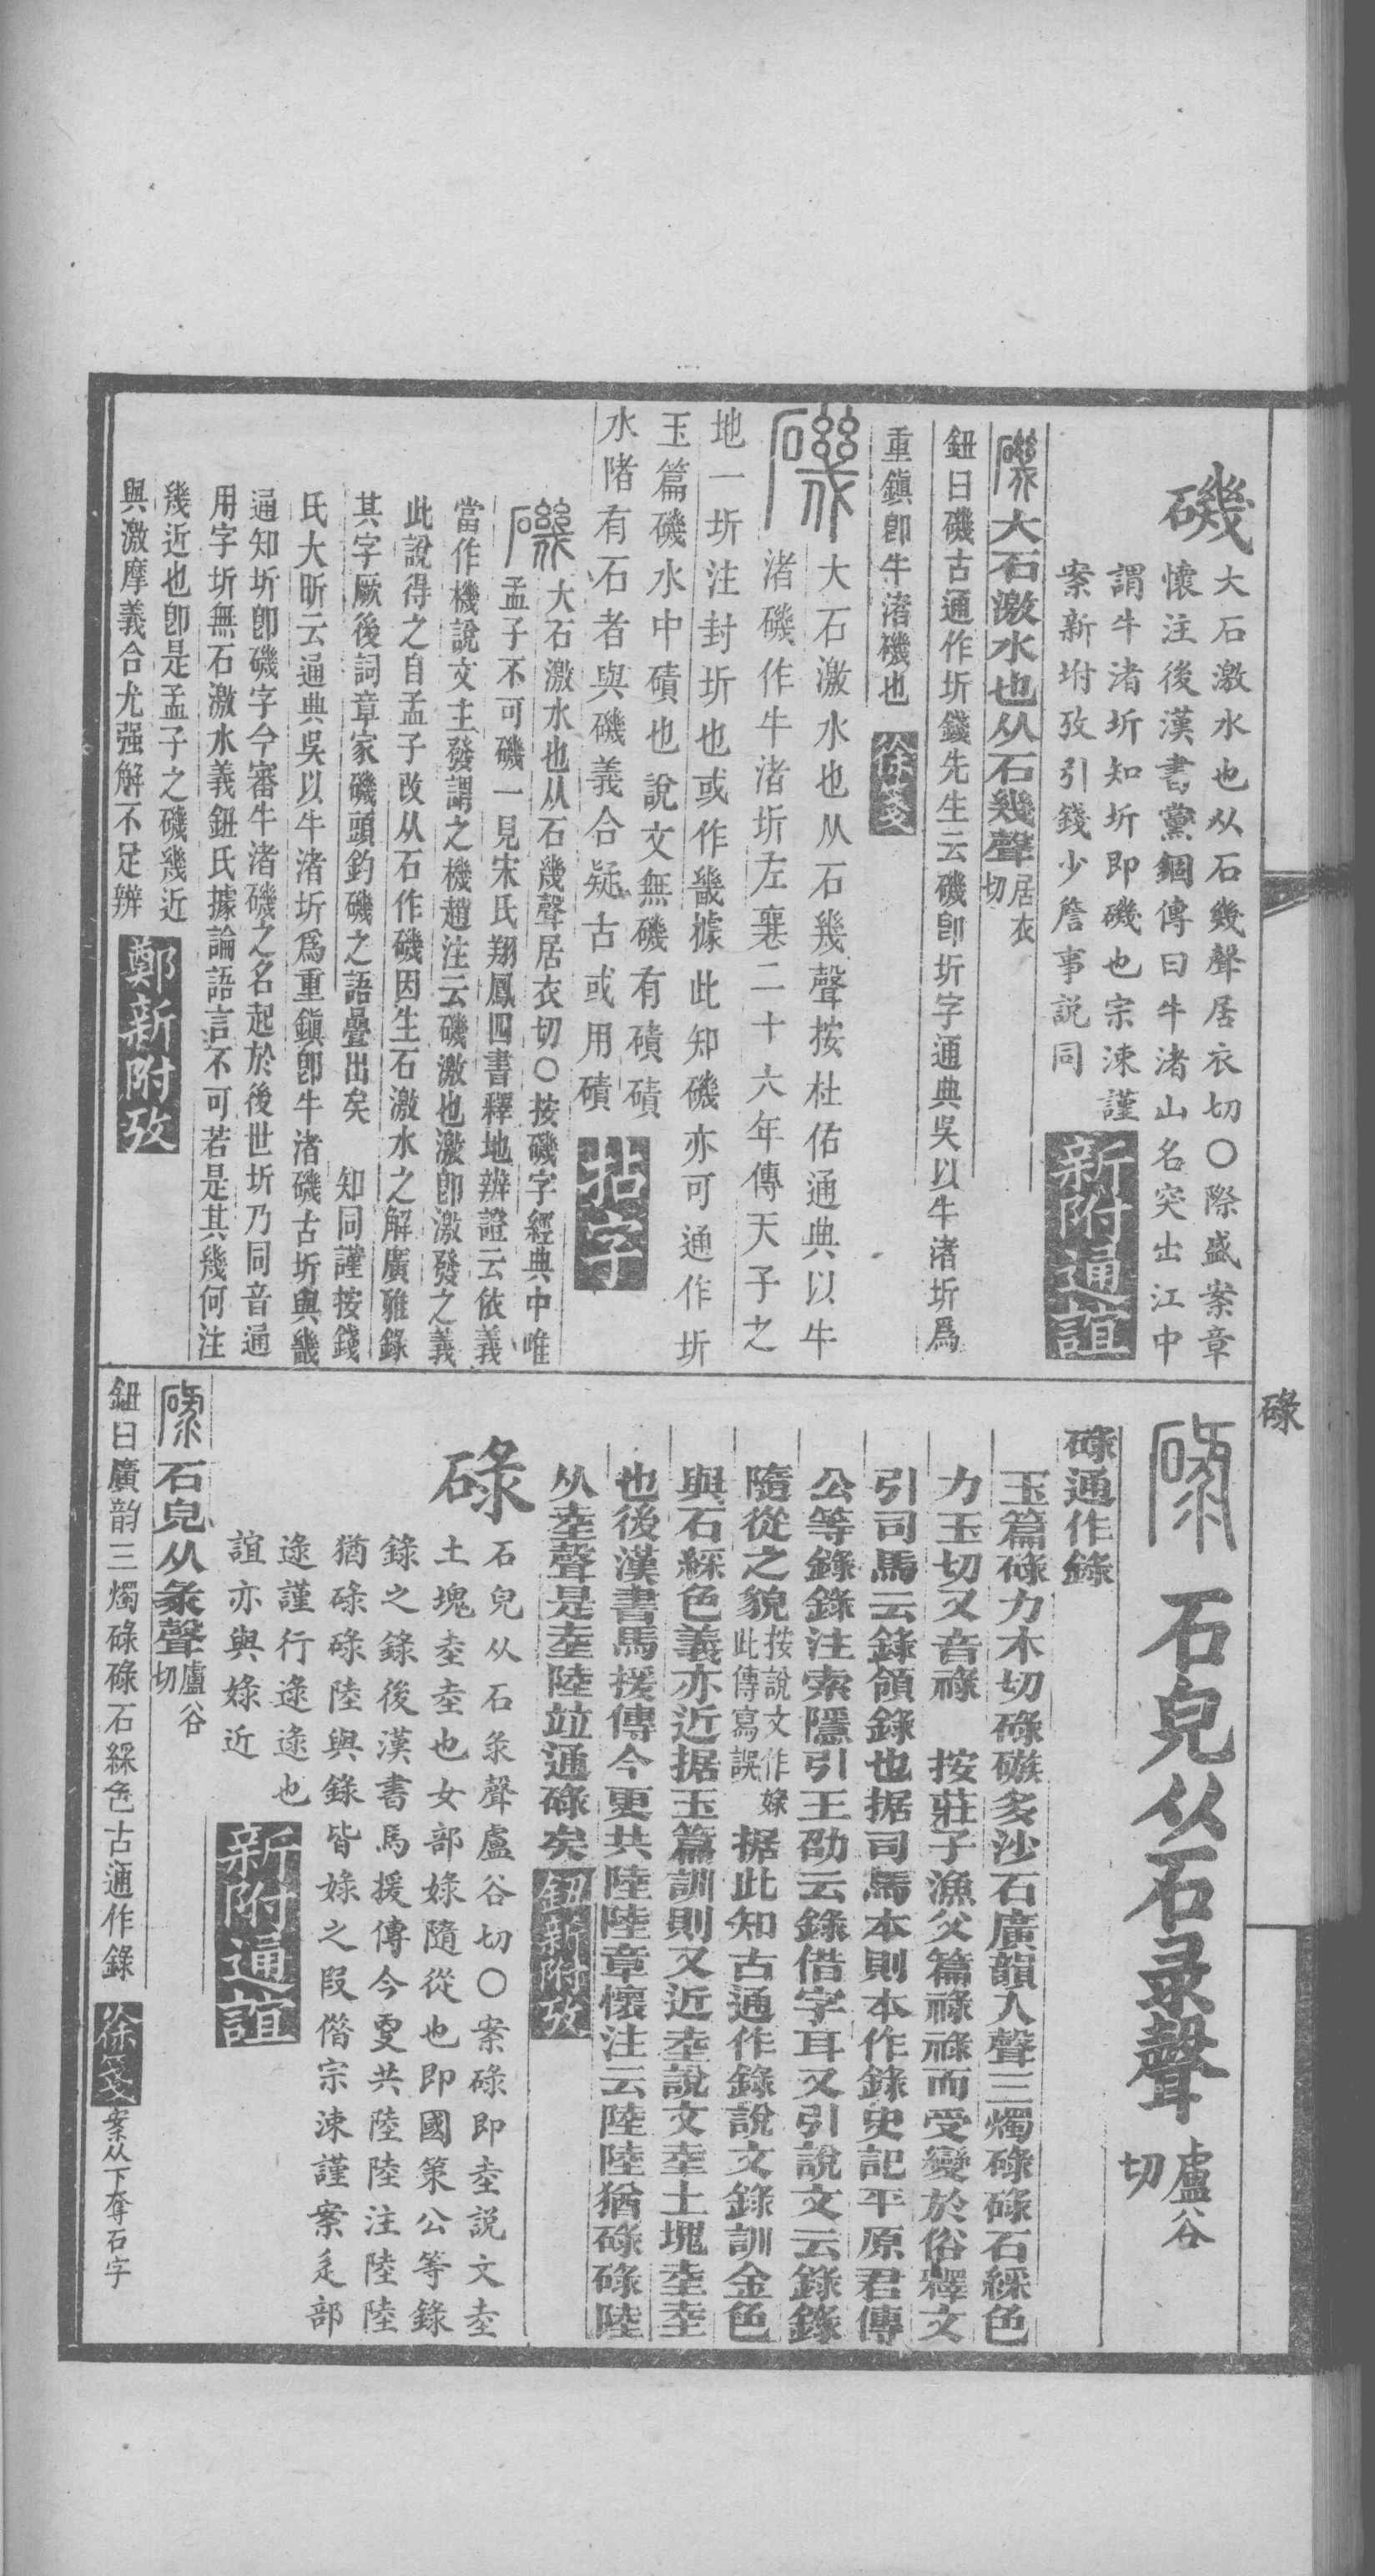 磯
大石激水也从石幾聲居衣切○際盛案章
懷注後漢書黨錮傳曰牛渚山名突出江中
謂牛渚圻知圻即磯也宗涑謹
案新坿攷引錢少詹事説同
新附通誼
磯大石激水也从石幾聲居衣切
鈕曰磯古通作圻錢先生云磯卽圻字通典吳以牛渚圻爲
重鎭卽牛渚磯也
徐箋
磯
大石激水也从石幾聲按杜佑通典以牛
渚磯作牛渚圻左襄二十六年傳天子之
地一圻注封圻也或作畿據此知磯亦可通作圻
玉篇磯水中磧也說文無磯有磧磧
水陼有石者與磯義合疑古或用磧
拈字
磯
大石激水也从石幾聲居衣切○按磯字經典中唯
孟子不可磯一見宋氏翔鳳四書釋地辨證云依義
當作機說文主發謂之機趙注云磯激也激卽激發之義
此說得之自孟子改从石作磯因生石激水之解廣雅錄
其字厥後詞章家磯頭釣磯之語疊出矣 知同謹按錢
氏大昕云通典吳以牛渚圻爲重鎭卽牛渚磯古圻與畿
通知圻卽磯字今審牛渚磯之名起於後世圻乃同音通
用字圻無石激水義鈕氏據論語言不可若是其幾何注
幾近也卽是孟子之磯幾近
與激摩義合尤强解不足辨
鄭新附攷
碌
碌 石皃从石彔聲盧谷切
碌通作錄
玉篇碌力木切碌磭多沙石廣韻入聲三燭碌碌石綵色
力玉切又音祿 按莊子漁父篇祿祿而受變於俗釋文
引司馬云錄領錄也据司馬本則本作錄史記平原君傳
公等錄錄注索隱引王劭云錄借字耳又引說文云錄錄
隨從之貌按說文作娽此傳寫誤据此知古通作錄說文錄訓金色
與石綵色義亦近据玉篇訓則又近坴說文坴土塊坴坴
也後漢書馬援傳今更共陸陸章懷注云陸陸猶碌碌陸
从坴聲是坴陸竝通碌矣
鈕新附攷
碌
石皃从石彔聲盧谷切○案碌即坴説文坴
土塊坴坴也女部娽隨從也即國策公等錄
錄之錄後漢書馬援傳今更共陸陸注陸陸
猶碌碌陸與錄皆娽之叚借宗涑謹案辵部
逯謹行逯逯也
誼亦與娽近
新附通誼
碌石皃从彔聲盧谷切
鈕曰廣韵三燭碌碌石綵色古通作錄
徐箋
案从下奪石字